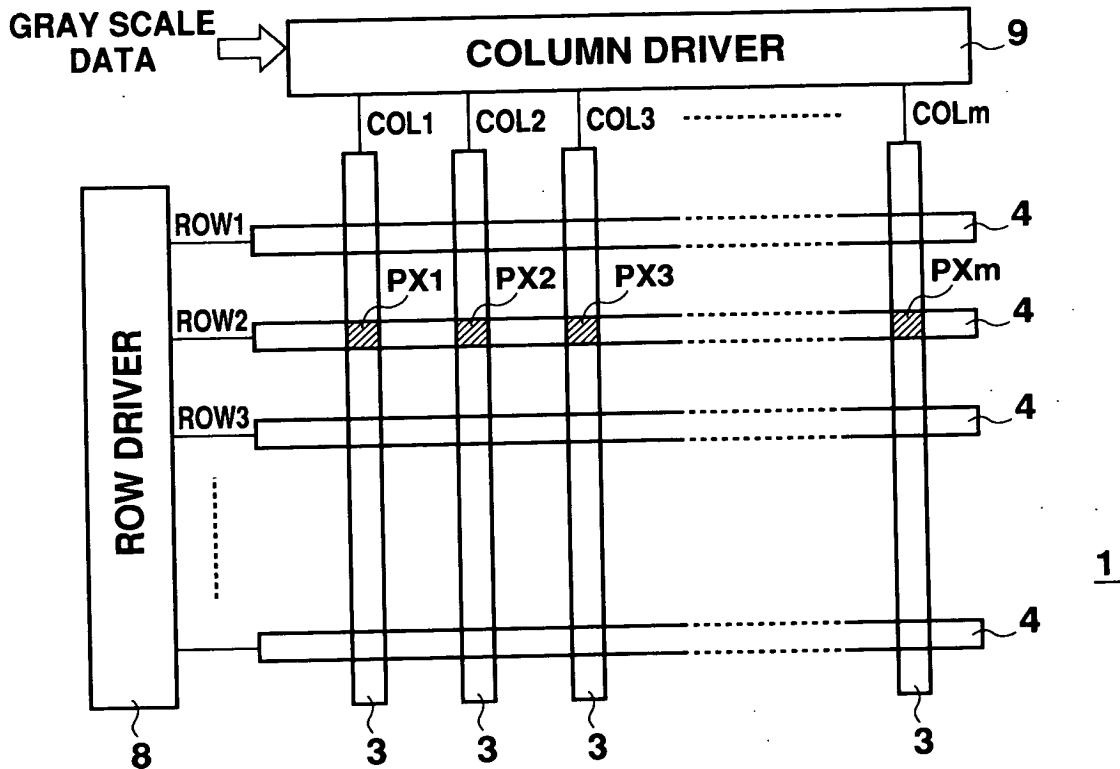 GRAY SCALE
DATA
COLUMN DRIVER
9
COL1
COL2
COL3
COLm
ROW DRIVER
ROW1
4
PX1
PX2
PX3
PXm
ROW2
4
ROW3
4
1
4
8
3
3
3
3